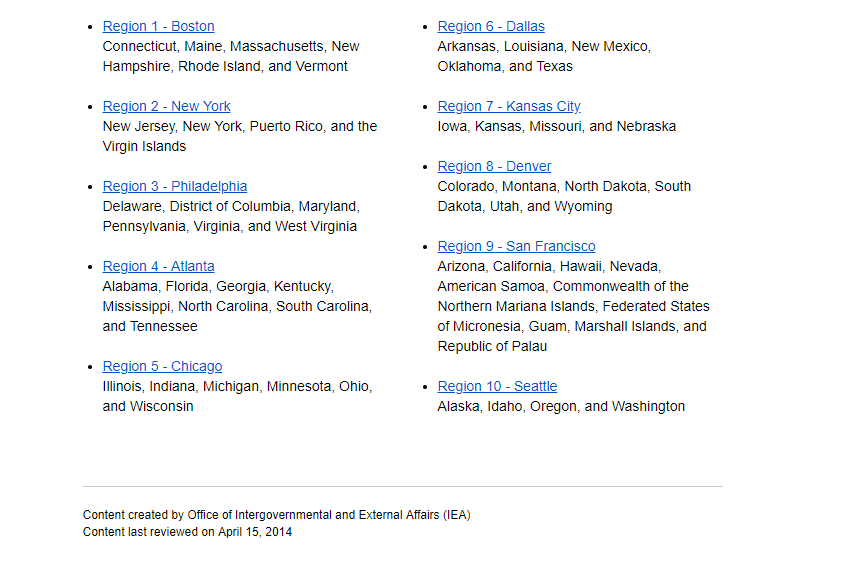 Region 1 - Boston
Connecticut, Maine, Massachusetts, New
Hampshire, Rhode Island, and Vermont
Region 2 - New York
New Jersey, New York, Puerto Rico, and the
Virgin Islands
Region 3 - Philadelphia
Delaware, District of Columbia, Maryland,
Pennsylvania, Virginia, and West Virginia
Region 4 - Atlanta
Alabama, Florida, Georgia, Kentucky,
Mississippi, North Carolina, South Carolina,
and Tennessee
Region 5 - Chicago
Illinois, Indiana, Michigan, Minnesota, Ohio,
and Wisconsin
Region 6 - Dallas
Arkansas, Louisiana, New Mexico,
Oklahoma, and Texas
Region 7 - Kansas City
Iowa, Kansas, Missouri, and Nebraska
Region 8 - Denver
Colorado, Montana, North Dakota, South
Dakota, Utah, and Wyoming
Region 9 - San Francisco
Arizona, California, Hawaii, Nevada,
American Samoa, Commonwealth of the
Northern Mariana Islands, Federated States
of Micronesia, Guam, Marshall Islands, and
Republic of Palau
Region 10 - Seattle
Alaska, Idaho, Oregon, and Washington
Content created by Office of Intergovernmental and External Affairs (IEA)
Content last reviewed on April 15, 2014